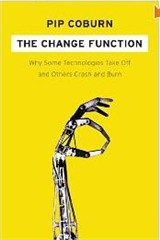 PIP COBURN
THE CHANGE FUNCTION
Why Some Technologies Take Off
and Others Crash and Burn